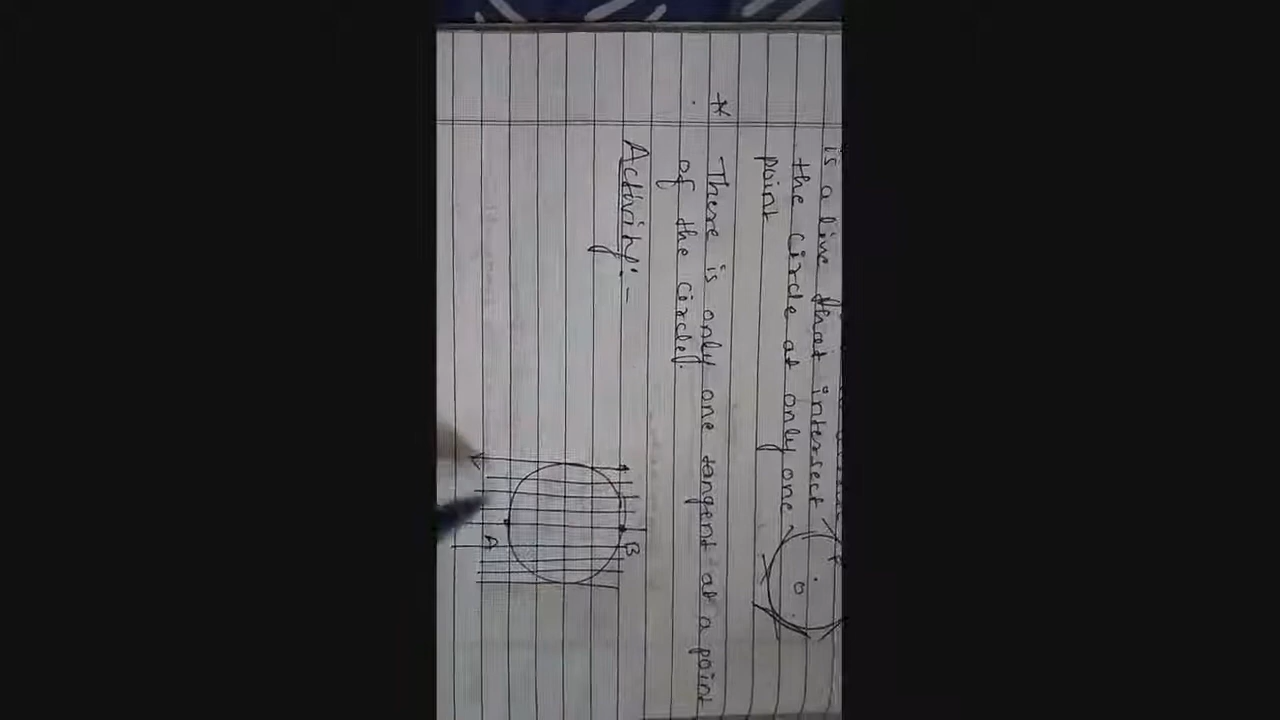 is a line that intersect
the circle at only one
point
P
O
* There is only one tangent at a point
of the circle.
Activity:-
B
A